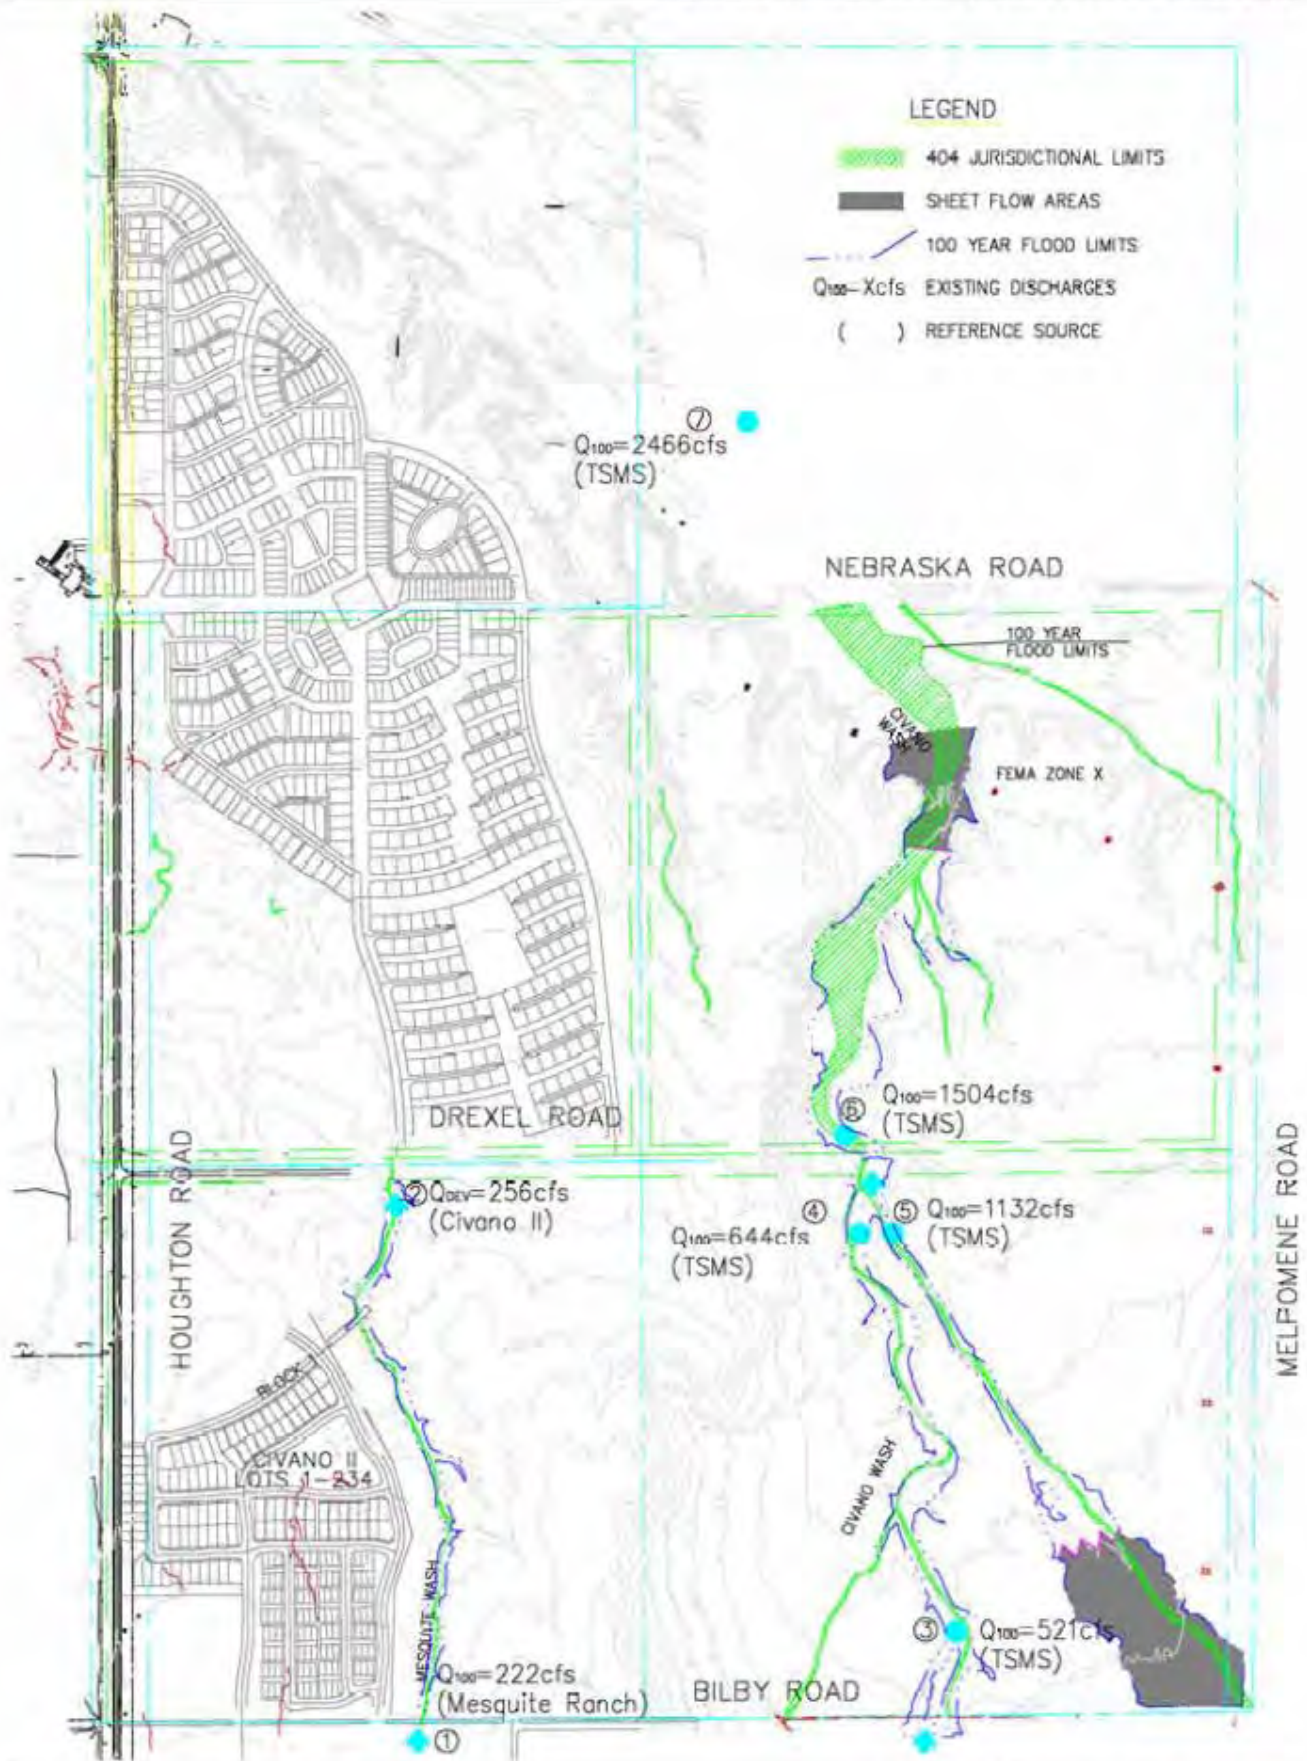 LEGEND
404 JURISDICTIONAL LIMITS
SHEET FLOW AREAS
100 YEAR FLOOD LIMITS
Q100-Xcfs EXISTING DISCHARGES
( ) REFERENCE SOURCE
7
Q100=2466cfs
(TSMS)
NEBRASKA ROAD
100 YEAR
FLOOD LIMITS
CIVANO
WASH
FEMA ZONE X
6
Q100=1504cfs
(TSMS)
DREXEL ROAD
HOUGHTON ROAD
MELPOMENE ROAD
2
QDEV=256cfs
(Civano II)
4
Q100=644cfs
(TSMS)
5
Q100=1132cfs
(TSMS)
BLOCK 1
CIVANO II
LOTS 1-234
CIVANO WASH
MESQUITE WASH
3
Q100=521cfs
(TSMS)
Q100=222cfs
(Mesquite Ranch)
BILBY ROAD
1